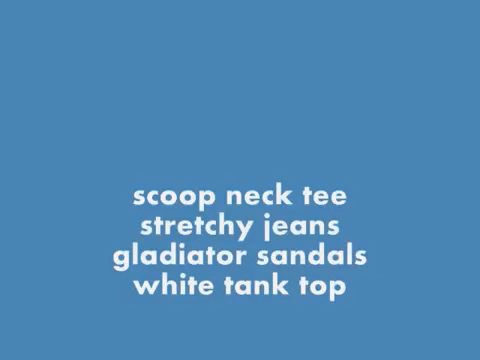 scoop neck tee
stretchy jeans
gladiator sandals
white tank top